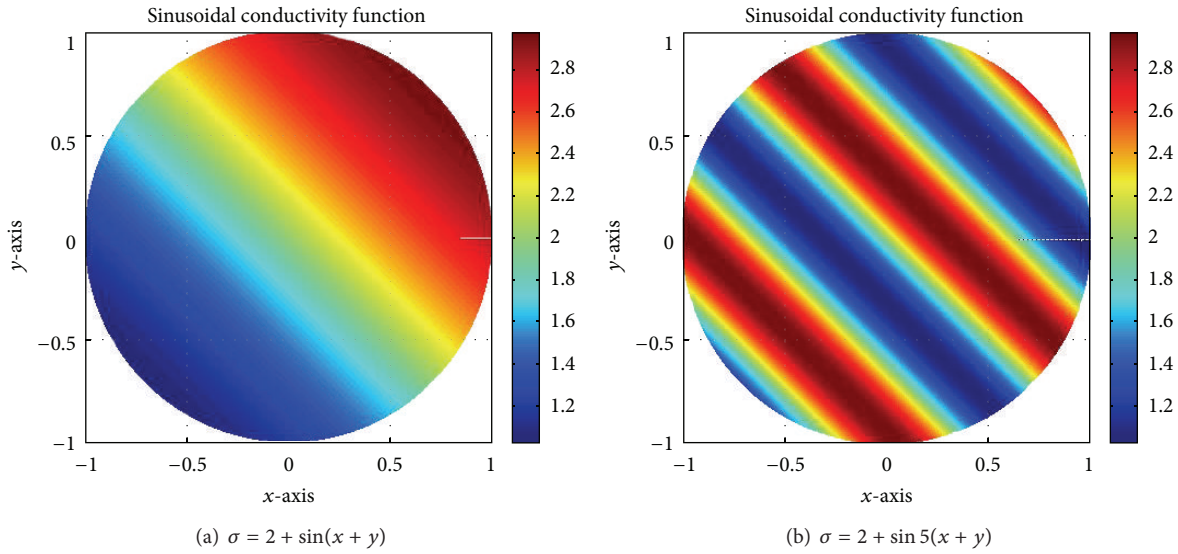 Sinusoidal conductivity function
1
0.5
0
−0.5
−1
y-axis
−1 −0.5 0 0.5 1
x-axis
2.8
2.6
2.4
2.2
2
1.8
1.6
1.4
1.2
(a) σ = 2 + sin(x + y)
Sinusoidal conductivity function
1
0.5
0
−0.5
−1
y-axis
−1 −0.5 0 0.5 1
x-axis
2.8
2.6
2.4
2.2
2
1.8
1.6
1.4
1.2
(b) σ = 2 + sin 5(x + y)